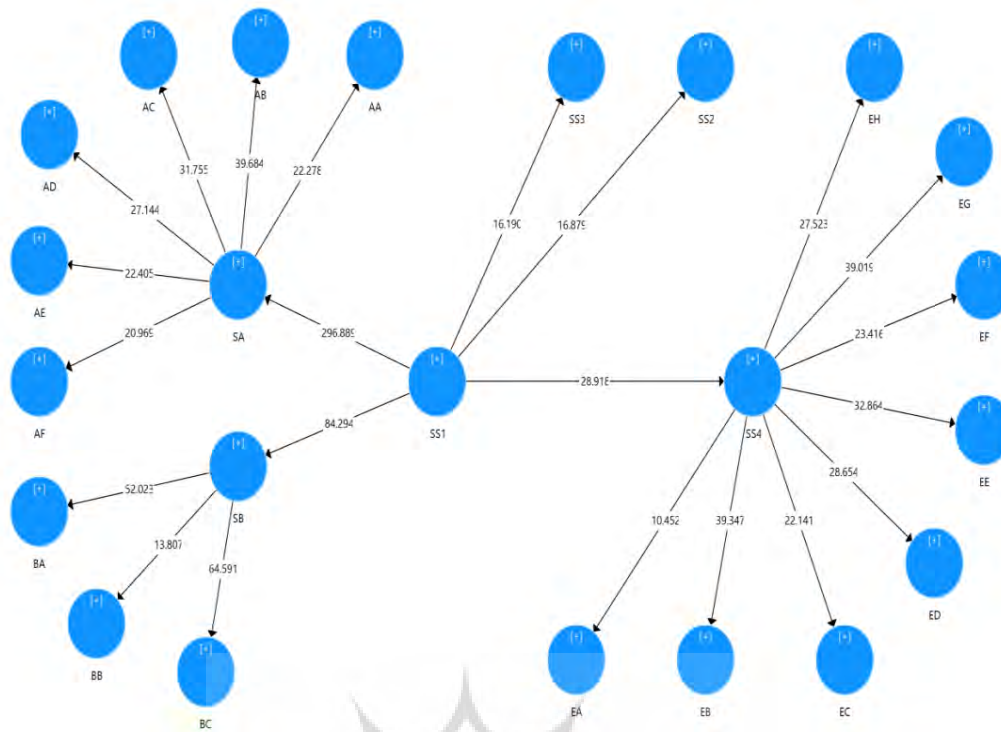 [+]
AC
[+]
AB
[+]
AA
[+]
SS3
[+]
SS2
[+]
EH
[+]
AD
[+]
EG
31.755
39.684
22.278
27.144
16.190
16.879
27.523
39.019
[+]
AE
22.405
[+]
SA
[+]
EF
20.969
296.889
23.416
[+]
AF
[+]
SS1
28.918
[+]
SS4
32.864
[+]
EE
84.294
[+]
SB
28.654
[+]
BA
52.023
13.807
64.591
10.452
39.347
22.141
[+]
ED
[+]
BB
[+]
BC
[+]
EA
[+]
EB
[+]
EC